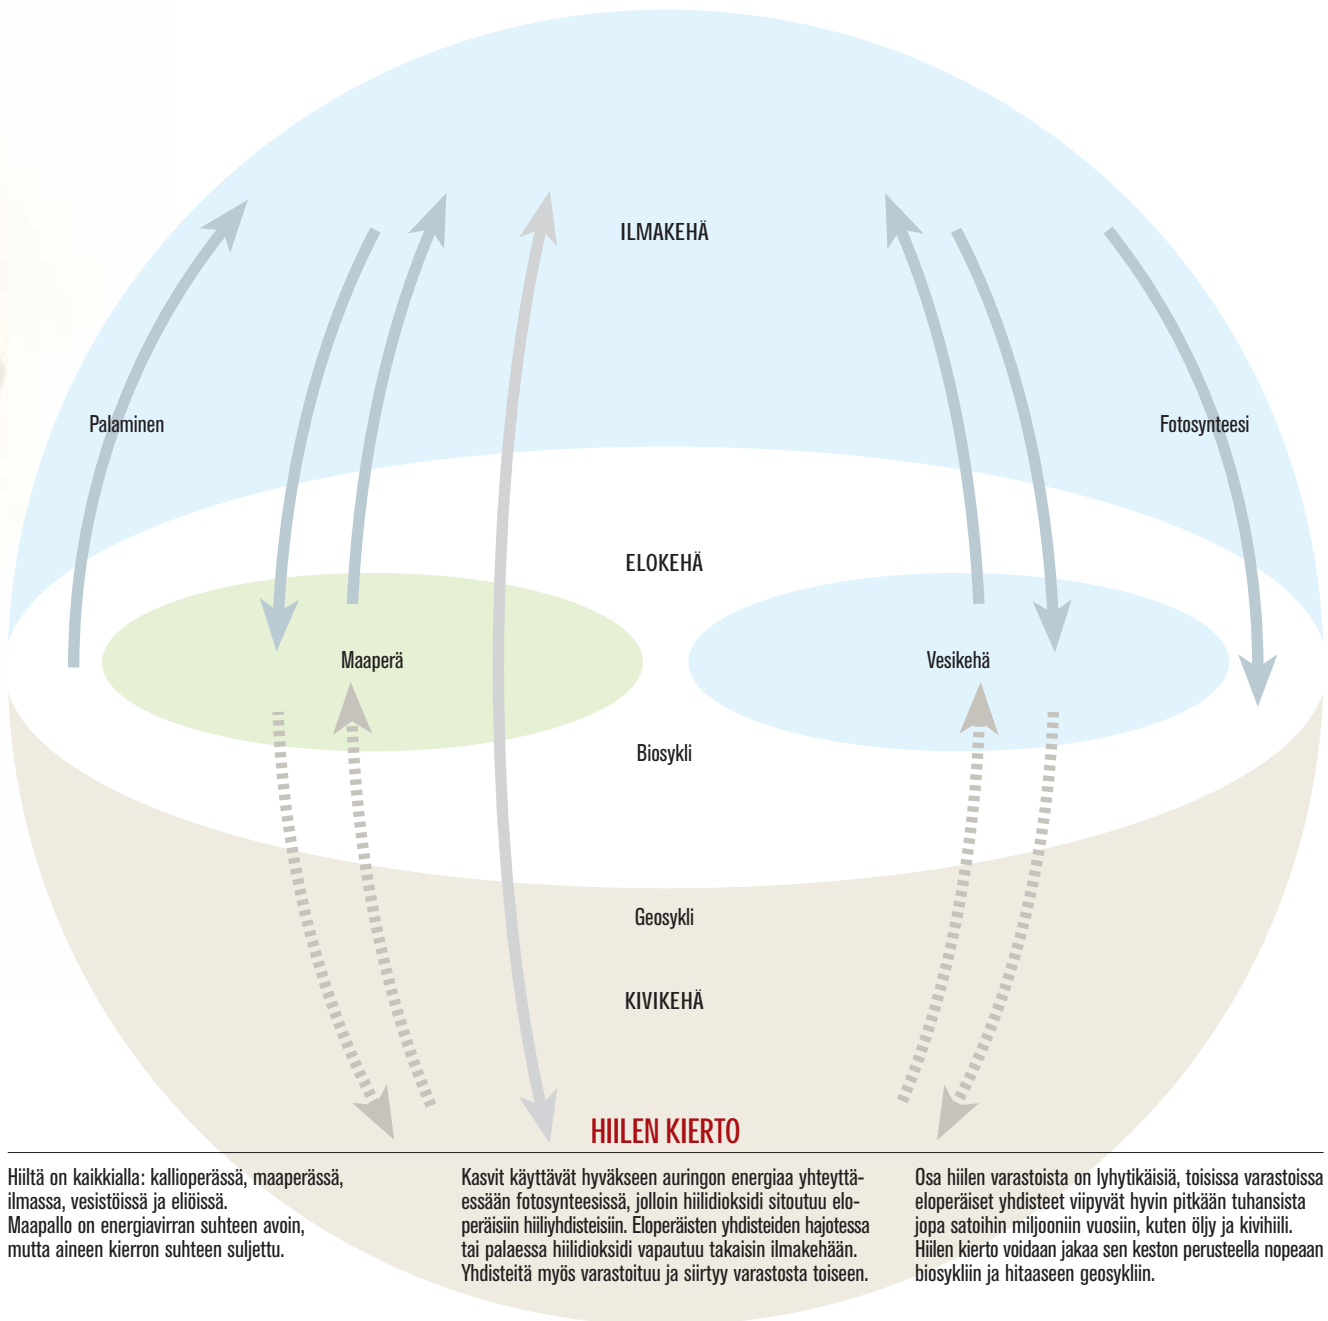 ILMAKEHÄ
Palaminen
Fotosynteesi
ELOKEHÄ
Maaperä
Vesikehä
Biosykli
Geosykli
KIVIKEHÄ
HIILEN KIERTO
Hiiltä on kaikkialla: kallioperässä, maaperässä,
ilmassa, vesistöissä ja eliöissä.
Maapallo on energiavirran suhteen avoin,
mutta aineen kierron suhteen suljettu.
Kasvit käyttävät hyväkseen auringon energiaa yhteyttä-
essään fotosynteesissä, jolloin hiilidioksidi sitoutuu elo-
peräisiin hiiliyhdisteisiin. Eloperäisten yhdisteiden hajotessa
tai palaessa hiilidioksidi vapautuu takaisin ilmakehään.
Yhdisteitä myös varastoituu ja siirtyy varastosta toiseen.
Osa hiilen varastoista on lyhytikäisiä, toisissa varastoissa
eloperäiset yhdisteet viipyvät hyvin pitkään tuhansista
jopa satoihin miljooniin vuosiin, kuten öljy ja kivihiili.
Hiilen kierto voidaan jakaa sen keston perusteella nopeaan
biosykliin ja hitaaseen geosykliin.